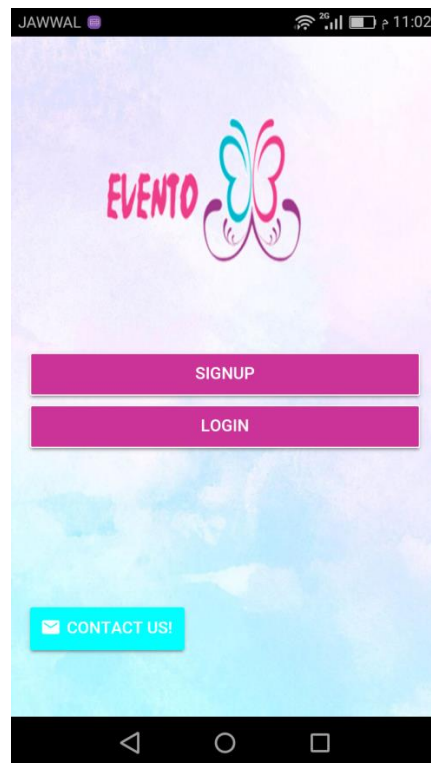 JAWWAL 2G م 11:02
EVENTO
SIGNUP
LOGIN
CONTACT US!